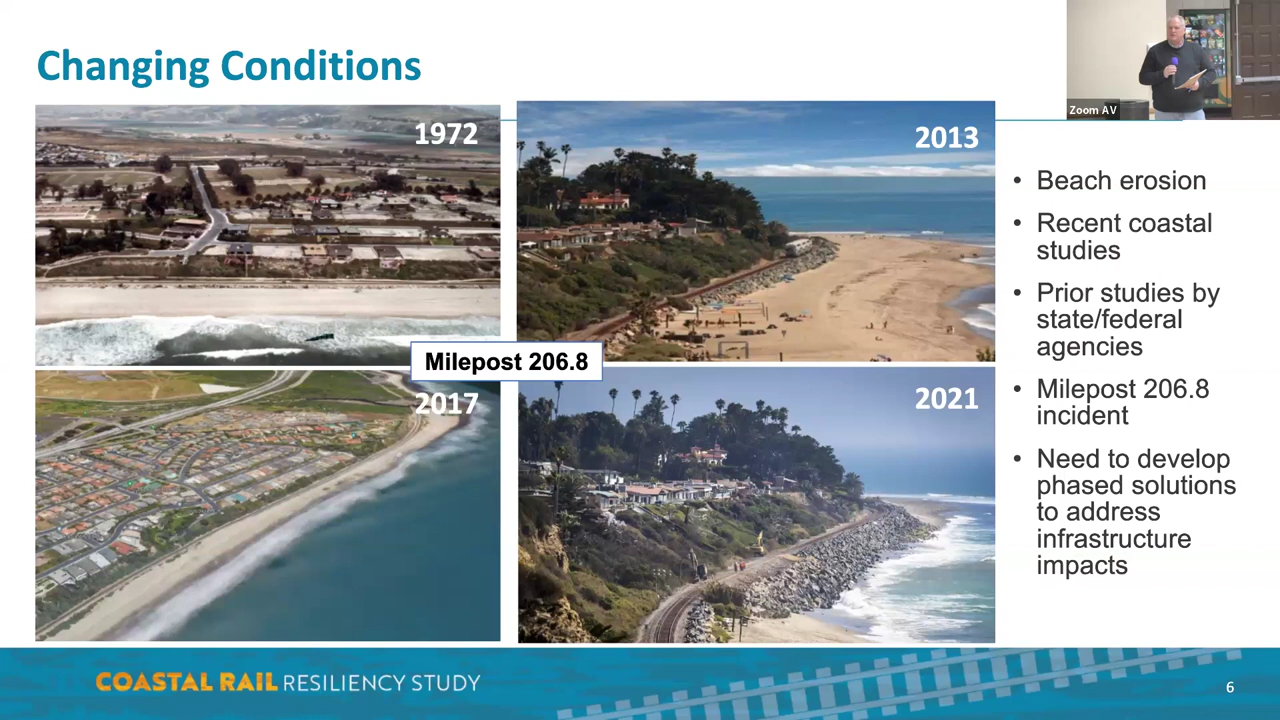 Changing Conditions
Zoom AV
1972
2013
Milepost 206.8
2017
2021
• Beach erosion
• Recent coastal
studies
• Prior studies by
state/federal
agencies
• Milepost 206.8
incident
• Need to develop
phased solutions
to address
infrastructure
impacts
COASTAL RAIL RESILIENCY STUDY
6